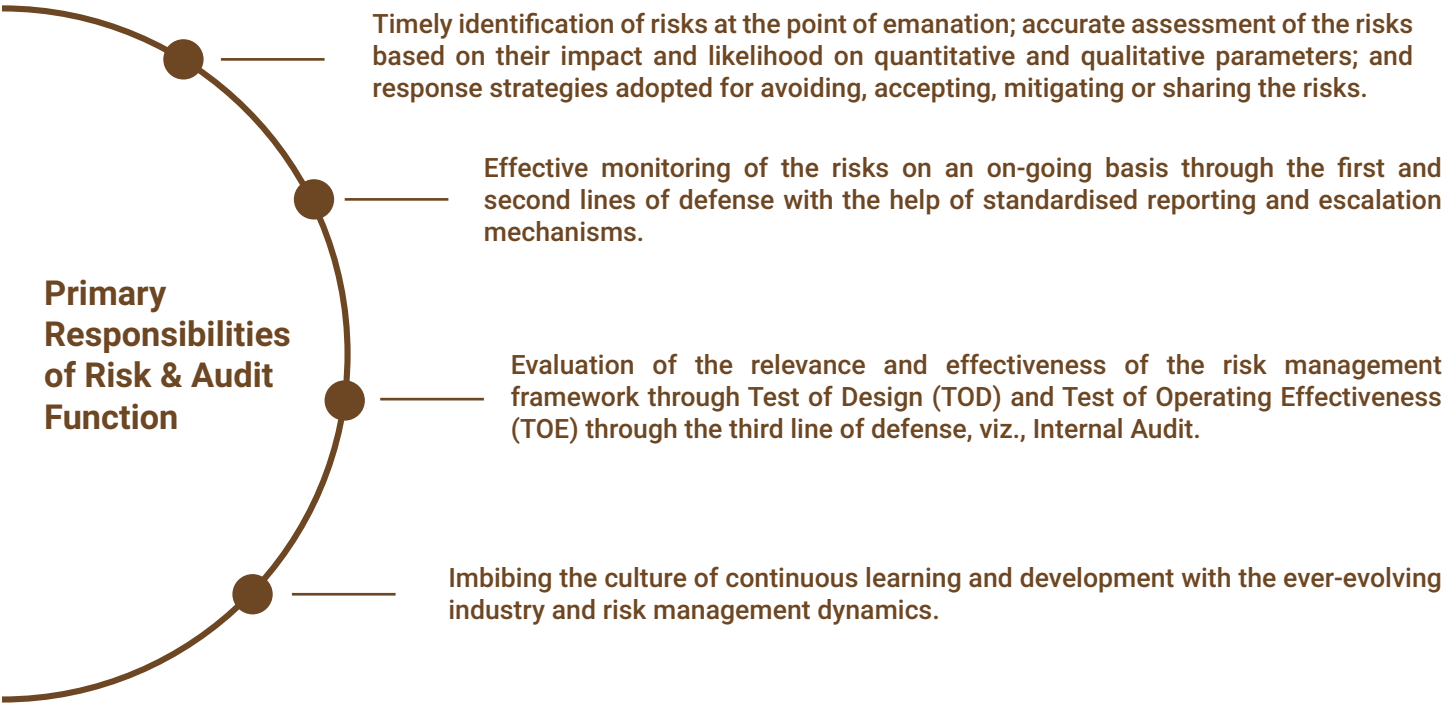 Timely identification of risks at the point of emanation; accurate assessment of the risks
based on their impact and likelihood on quantitative and qualitative parameters; and
response strategies adopted for avoiding, accepting, mitigating or sharing the risks.
Effective monitoring of the risks on an on-going basis through the first and
second lines of defense with the help of standardised reporting and escalation
mechanisms.
Primary
Responsibilities
of Risk & Audit
Function
Evaluation of the relevance and effectiveness of the risk management
framework through Test of Design (TOD) and Test of Operating Effectiveness
(TOE) through the third line of defense, viz., Internal Audit.
Imbibing the culture of continuous learning and development with the ever-evolving
industry and risk management dynamics.